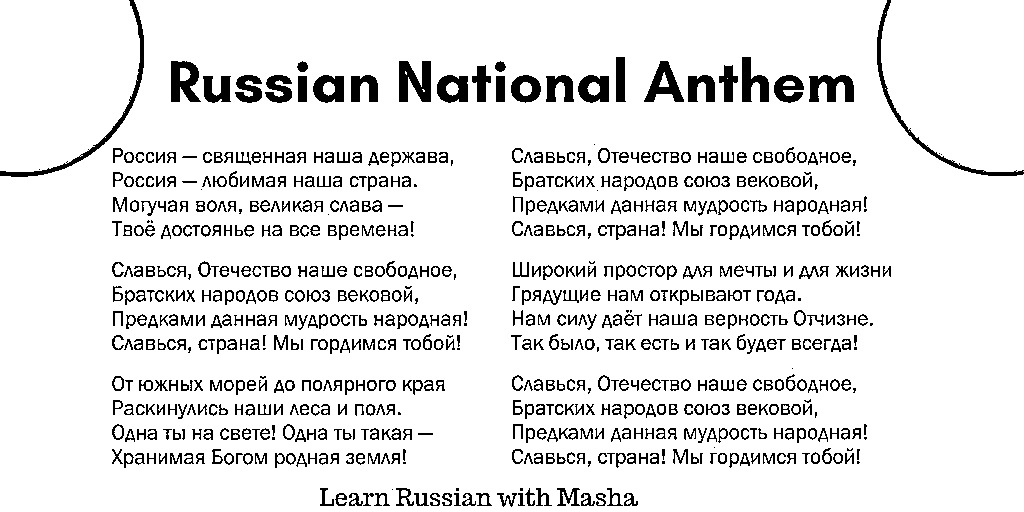 Russian National Anthem
Россия — священная наша держава,
Россия — любимая наша страна.
Могучая воля, великая слава —
Твоё достоянье на все времена!
Славься, Отечество наше свободное,
Братских народов союз вековой,
Предками данная мудрость народная!
Славься, страна! Мы гордимся тобой!
От южных морей до полярного края
Раскинулись наши леса и поля.
Одна ты на свете! Одна ты такая —
Хранимая Богом родная земля!
Славься, Отечество наше свободное,
Братских народов союз вековой,
Предками данная мудрость народная!
Славься, страна! Мы гордимся тобой!
Широкий простор для мечты и для жизни
Грядущие нам открывают года.
Нам силу даёт наша верность Отчизне.
Так было, так есть и так будет всегда!
Славься, Отечество наше свободное,
Братских народов союз вековой,
Предками данная мудрость народная!
Славься, страна! Мы гордимся тобой!
Learn Russian with Masha